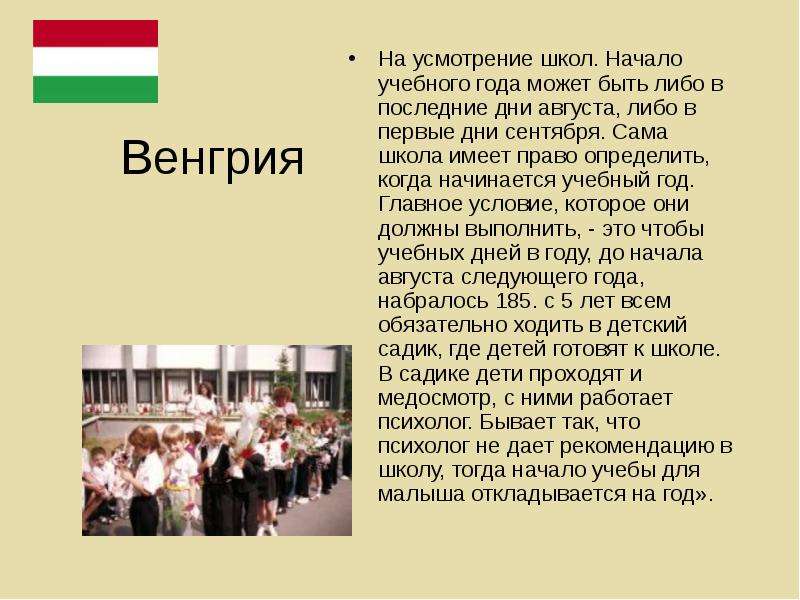 Венгрия
• На усмотрение школ. Начало
учебного года может быть либо в
последние дни августа, либо в
первые дни сентября. Сама
школа имеет право определить,
когда начинается учебный год.
Главное условие, которое они
должны выполнить, - это чтобы
учебных дней в году, до начала
августа следующего года,
набралось 185. с 5 лет всем
обязательно ходить в детский
садик, где детей готовят к школе.
В садике дети проходят и
медосмотр, с ними работает
психолог. Бывает так, что
психолог не дает рекомендацию в
школу, тогда начало учебы для
малыша откладывается на год».